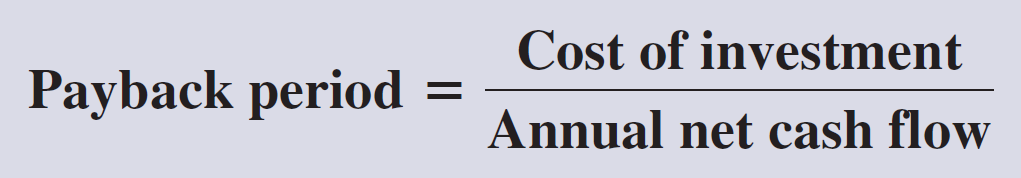 Payback period = Cost of investment
Annual net cash flow